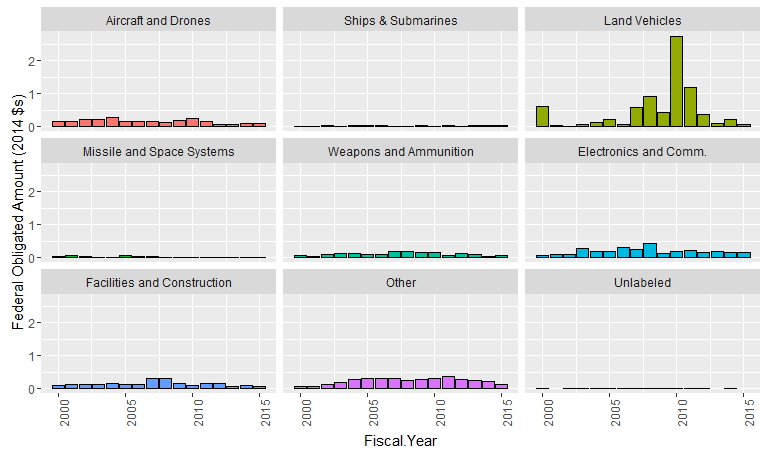 Aircraft and Drones
Ships & Submarines
Land Vehicles
2
1
0
Missile and Space Systems
Weapons and Ammunition
Electronics and Comm.
2
1
0
Facilities and Construction
Other
Unlabeled
2
1
0
2000
2005
2010
2015
2000
2005
2010
2015
2000
2005
2010
2015
Federal Obligated Amount (2014 $s)
Fiscal.Year